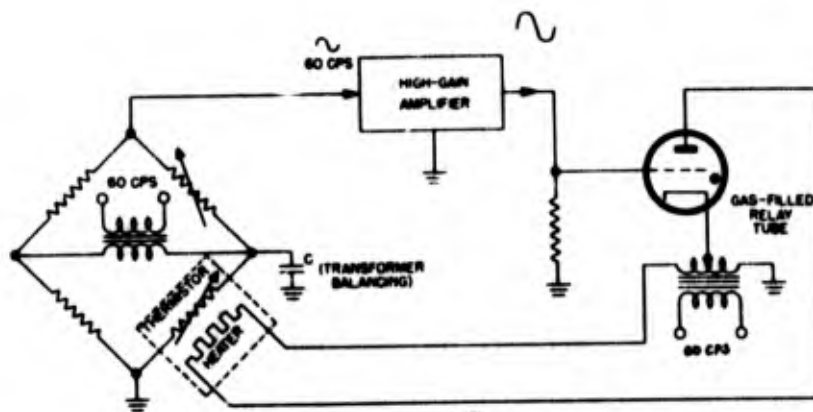 60 CPS
HIGH-GAIN
AMPLIFIER
60 CPS
GAS-FILLED
RELAY
TUBE
C (TRANSFORMER
BALANCING)
THERMISTOR
HEATER
60 CPS